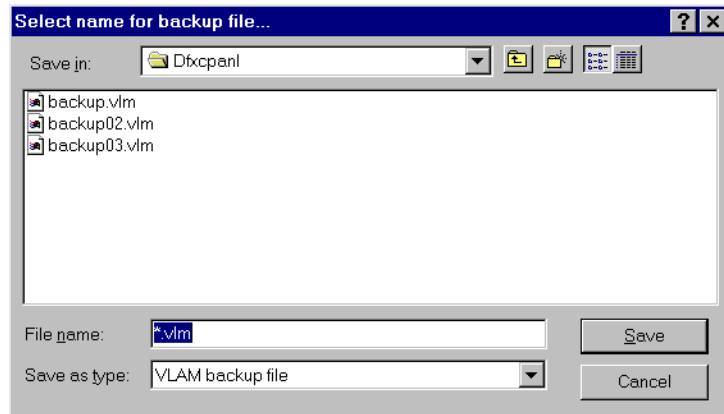 Select name for backup file...
Save in:
Dfxcpanl
backup.vlm
backup02.vlm
backup03.vlm
File name:
*.vlm
Save
Save as type:
VLAM backup file
Cancel